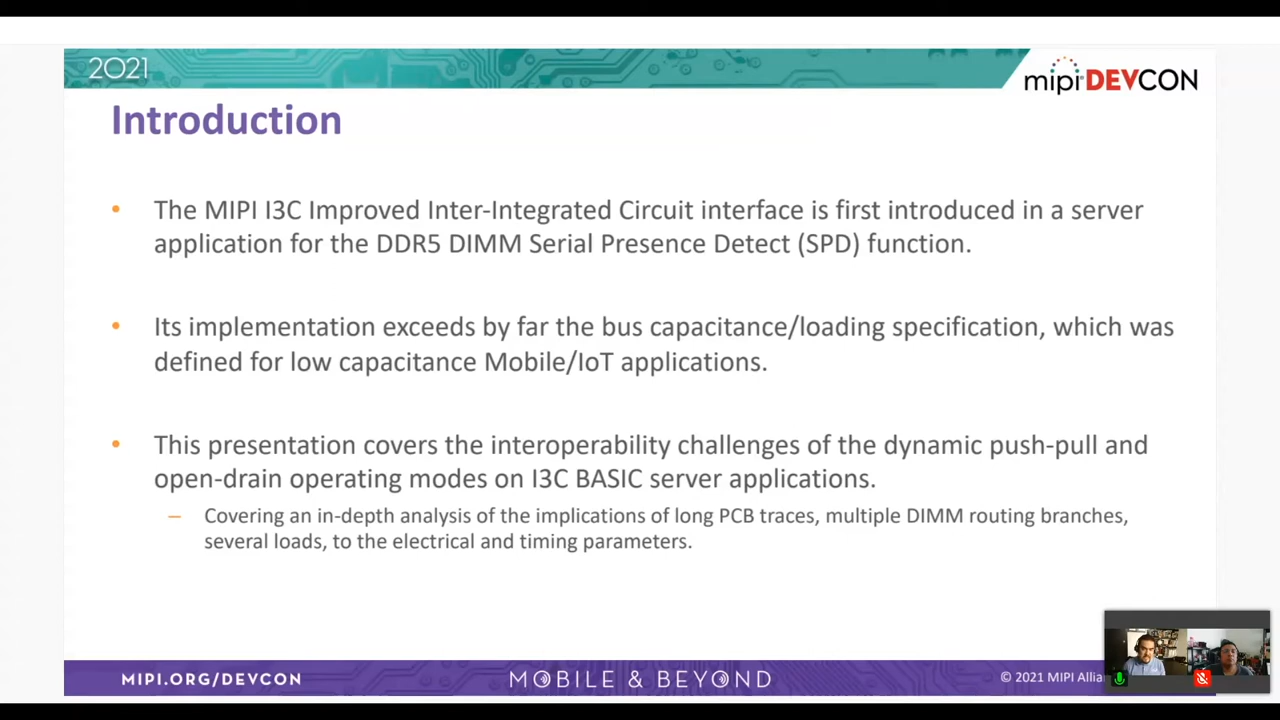 2021
mipi DEVCON
Introduction
• The MIPI I3C Improved Inter-Integrated Circuit interface is first introduced in a server
application for the DDR5 DIMM Serial Presence Detect (SPD) function.
• Its implementation exceeds by far the bus capacitance/loading specification, which was
defined for low capacitance Mobile/IoT applications.
• This presentation covers the interoperability challenges of the dynamic push-pull and
open-drain operating modes on I3C BASIC server applications.
– Covering an in-depth analysis of the implications of long PCB traces, multiple DIMM routing branches,
several loads, to the electrical and timing parameters.
MIPI.ORG/DEVCON
MOBILE & BEYOND
© 2021 MIPI Allia